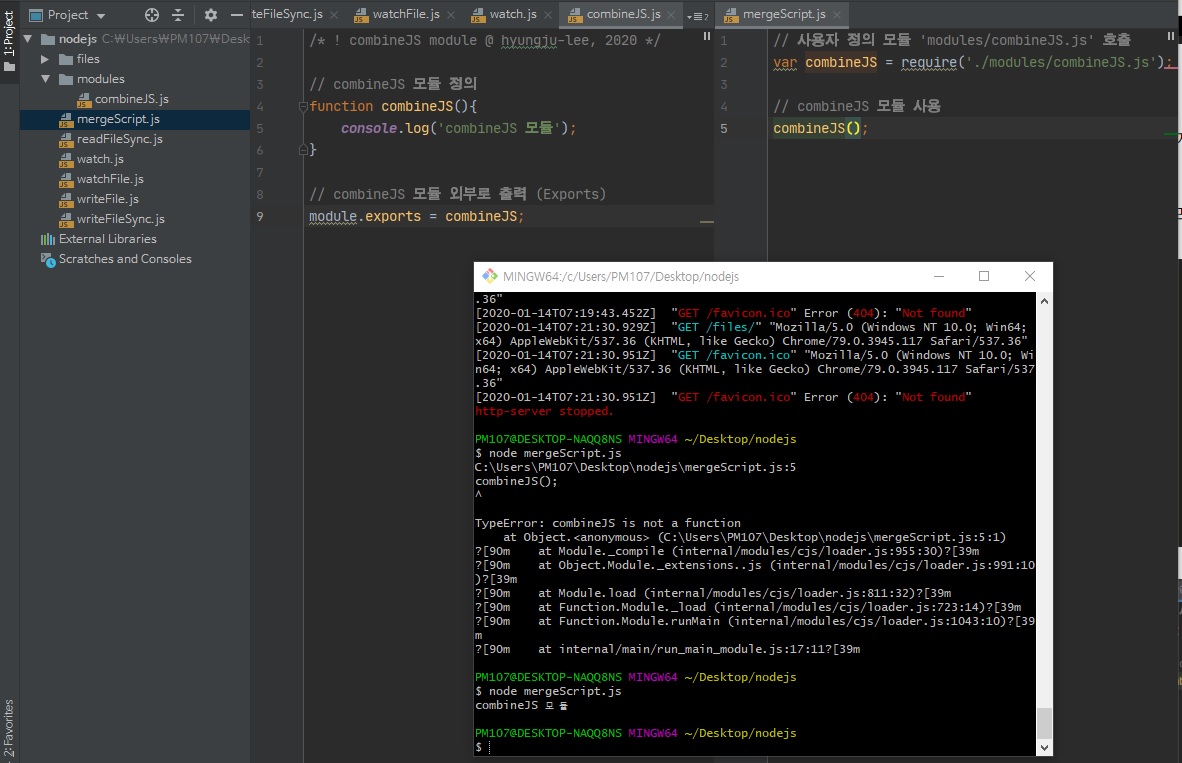 1: Project
2: Favorites
Project
nodejs C:￦Users￦PM107￦Desk
files
modules
combineJS.js
mergeScript.js
readFileSync.js
watch.js
watchFile.js
writeFile.js
writeFileSync.js
External Libraries
Scratches and Consoles
teFileSync.js
watchFile.js
watch.js
combineJS.js
2
mergeScript.js
1 /* ! combineJS module @ hyungju-lee, 2020 */
2
3 // combineJS 모듈 정의
4 function combineJS(){
5 console.log('combineJS 모듈');
6 }
7
8 // combineJS 모듈 외부로 출력 (Exports)
9 module.exports = combineJS;
1 // 사용자 정의 모듈 'modules/combineJS.js' 호출
2 var combineJS = require('./modules/combineJS.js');
3
4 // combineJS 모듈 사용
5 combineJS();
MINGW64:/c/Users/PM107/Desktop/nodejs
.36"
[2020-01-14T07:19:43.452Z]  "GET /favicon.ico" Error (404): "Not found"
[2020-01-14T07:21:30.929Z]  "GET /files/" "Mozilla/5.0 (Windows NT 10.0; Win64;
x64) AppleWebKit/537.36 (KHTML, like Gecko) Chrome/79.0.3945.117 Safari/537.36"
[2020-01-14T07:21:30.951Z]  "GET /favicon.ico" "Mozilla/5.0 (Windows NT 10.0; Wi
n64; x64) AppleWebKit/537.36 (KHTML, like Gecko) Chrome/79.0.3945.117 Safari/537
.36"
[2020-01-14T07:21:30.951Z]  "GET /favicon.ico" Error (404): "Not found"
http-server stopped.
PM107@DESKTOP-NAQQ8NS MINGW64 ~/Desktop/nodejs
$ node mergeScript.js
C:\Users\PM107\Desktop\nodejs\mergeScript.js:5
combineJS();
^
TypeError: combineJS is not a function
    at Object.<anonymous> (C:\Users\PM107\Desktop\nodejs\mergeScript.js:5:1)
?[90m    at Module._compile (internal/modules/cjs/loader.js:955:30)?[39m
?[90m    at Object.Module._extensions..js (internal/modules/cjs/loader.js:991:10
)?[39m
?[90m    at Module.load (internal/modules/cjs/loader.js:811:32)?[39m
?[90m    at Function.Module._load (internal/modules/cjs/loader.js:723:14)?[39m
?[90m    at Function.Module.runMain (internal/modules/cjs/loader.js:1043:10)?[39
m
?[90m    at internal/main/run_main_module.js:17:11?[39m
PM107@DESKTOP-NAQQ8NS MINGW64 ~/Desktop/nodejs
$ node mergeScript.js
combineJS 모듈
PM107@DESKTOP-NAQQ8NS MINGW64 ~/Desktop/nodejs
$